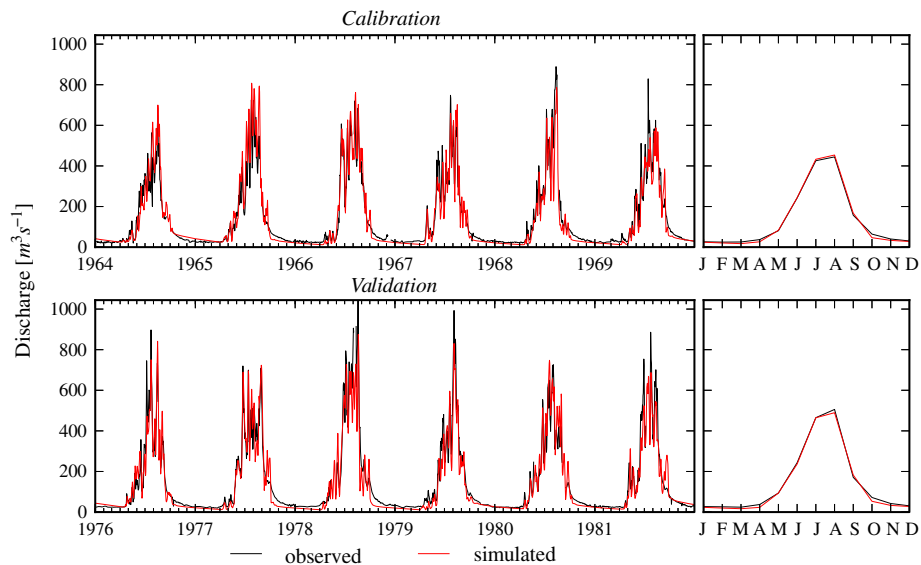 Calibration
1000
800
600
400
200
0
1964 1965 1966 1967 1968 1969
J F M A M J J A S O N D
Discharge [m³s⁻¹]
Validation
1000
800
600
400
200
0
1976 1977 1978 1979 1980 1981
J F M A M J J A S O N D
observed simulated